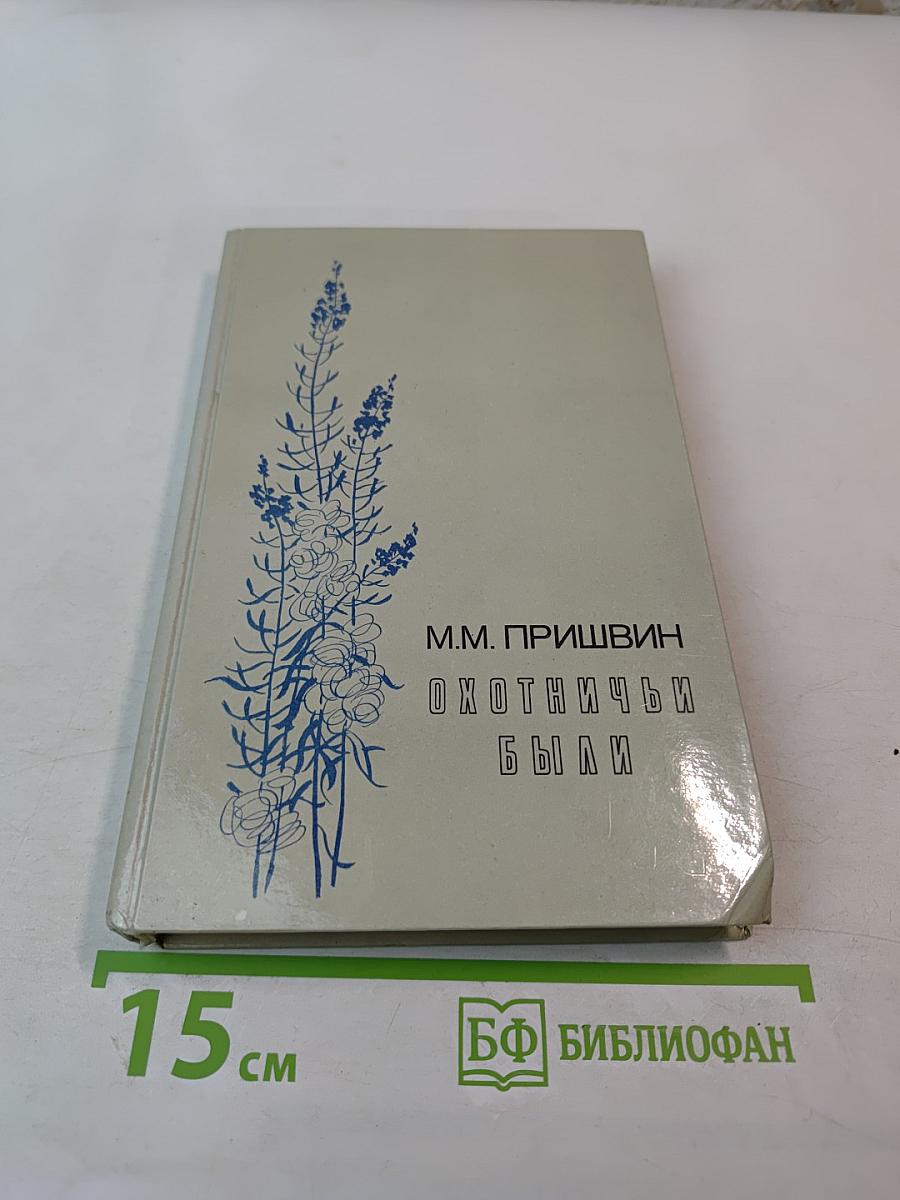 М.М. ПРИШВИН
ОХОТНИЧЬИ
БЫЛИ
15 см
БФ БИБЛИОФАН